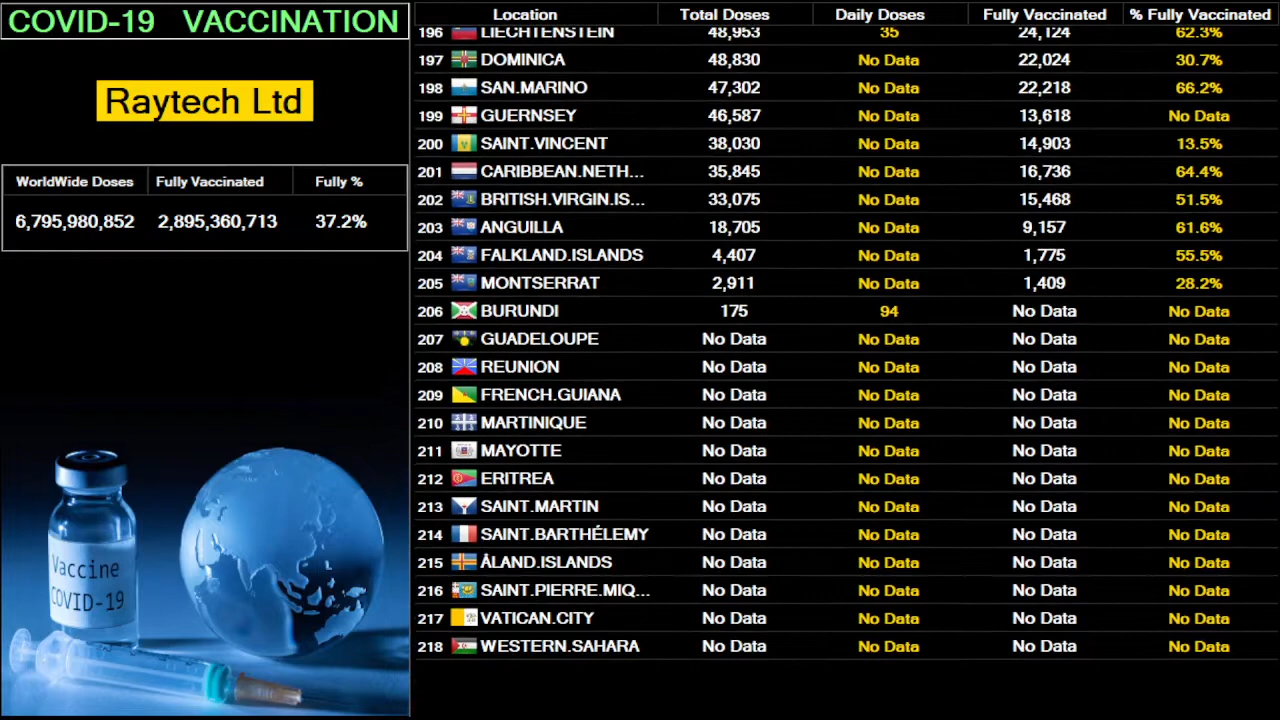 COVID-19 VACCINATION
Raytech Ltd
WorldWide Doses Fully Vaccinated Fully %
6,795,980,852 2,895,360,713 37.2%
Vaccine
COVID-19
Location Total Doses Daily Doses Fully Vaccinated % Fully Vaccinated
196 LIECHTENSTEIN 48,953 35 24,124 62.3%
197 DOMINICA 48,830 No Data 22,024 30.7%
198 SAN.MARINO 47,302 No Data 22,218 66.2%
199 GUERNSEY 46,587 No Data 13,618 No Data
200 SAINT.VINCENT 38,030 No Data 14,903 13.5%
201 CARIBBEAN.NETH... 35,845 No Data 16,736 64.4%
202 BRITISH.VIRGIN.IS... 33,075 No Data 15,468 51.5%
203 ANGUILLA 18,705 No Data 9,157 61.6%
204 FALKLAND.ISLANDS 4,407 No Data 1,775 55.5%
205 MONTSERRAT 2,911 No Data 1,409 28.2%
206 BURUNDI 175 94 No Data No Data
207 GUADELOUPE No Data No Data No Data No Data
208 REUNION No Data No Data No Data No Data
209 FRENCH.GUIANA No Data No Data No Data No Data
210 MARTINIQUE No Data No Data No Data No Data
211 MAYOTTE No Data No Data No Data No Data
212 ERITREA No Data No Data No Data No Data
213 SAINT.MARTIN No Data No Data No Data No Data
214 SAINT.BARTHÉLEMY No Data No Data No Data No Data
215 ÅLAND.ISLANDS No Data No Data No Data No Data
216 SAINT.PIERRE.MIQ... No Data No Data No Data No Data
217 VATICAN.CITY No Data No Data No Data No Data
218 WESTERN.SAHARA No Data No Data No Data No Data